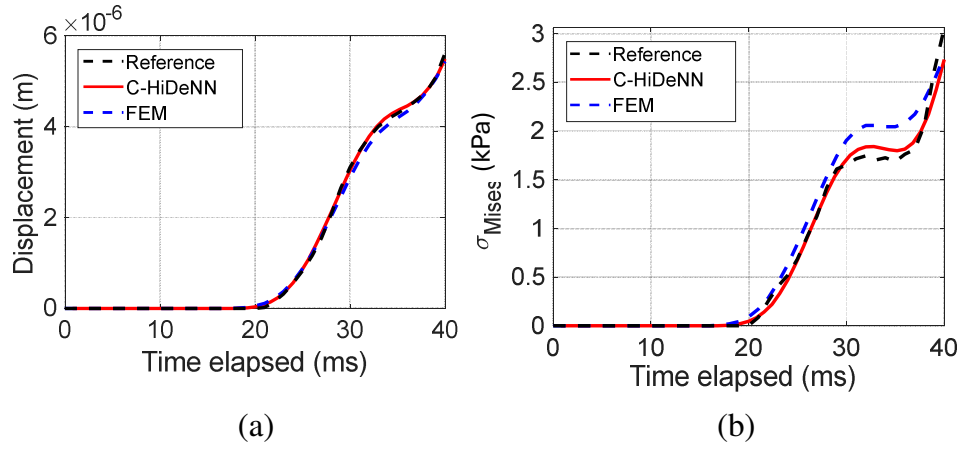 6 ×10⁻⁶
4
2
0
0 10 20 30 40
Displacement (m)
Time elapsed (ms)
Reference
C-HiDeNN
FEM
(a)
3
2.5
2
1.5
1
0.5
0
0 10 20 30 40
σMises (kPa)
Time elapsed (ms)
Reference
C-HiDeNN
FEM
(b)